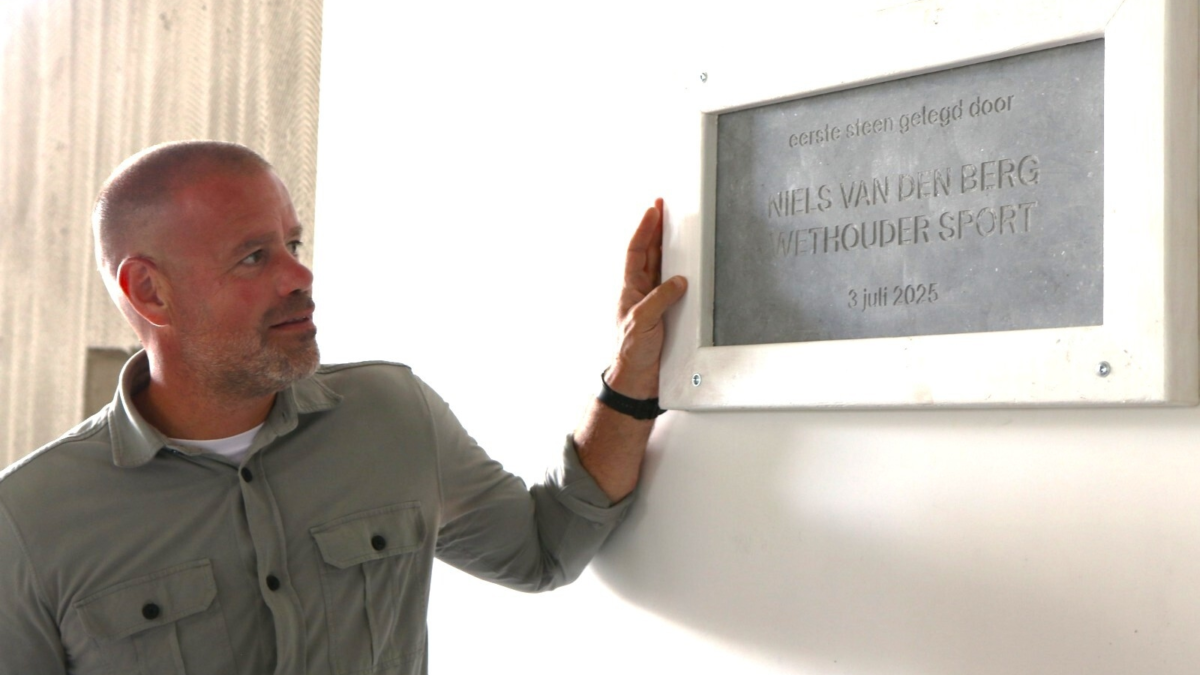 eerste steen gelegd door
NIELS VAN DEN BERG
WETHOUDER SPORT
3 juli 2025